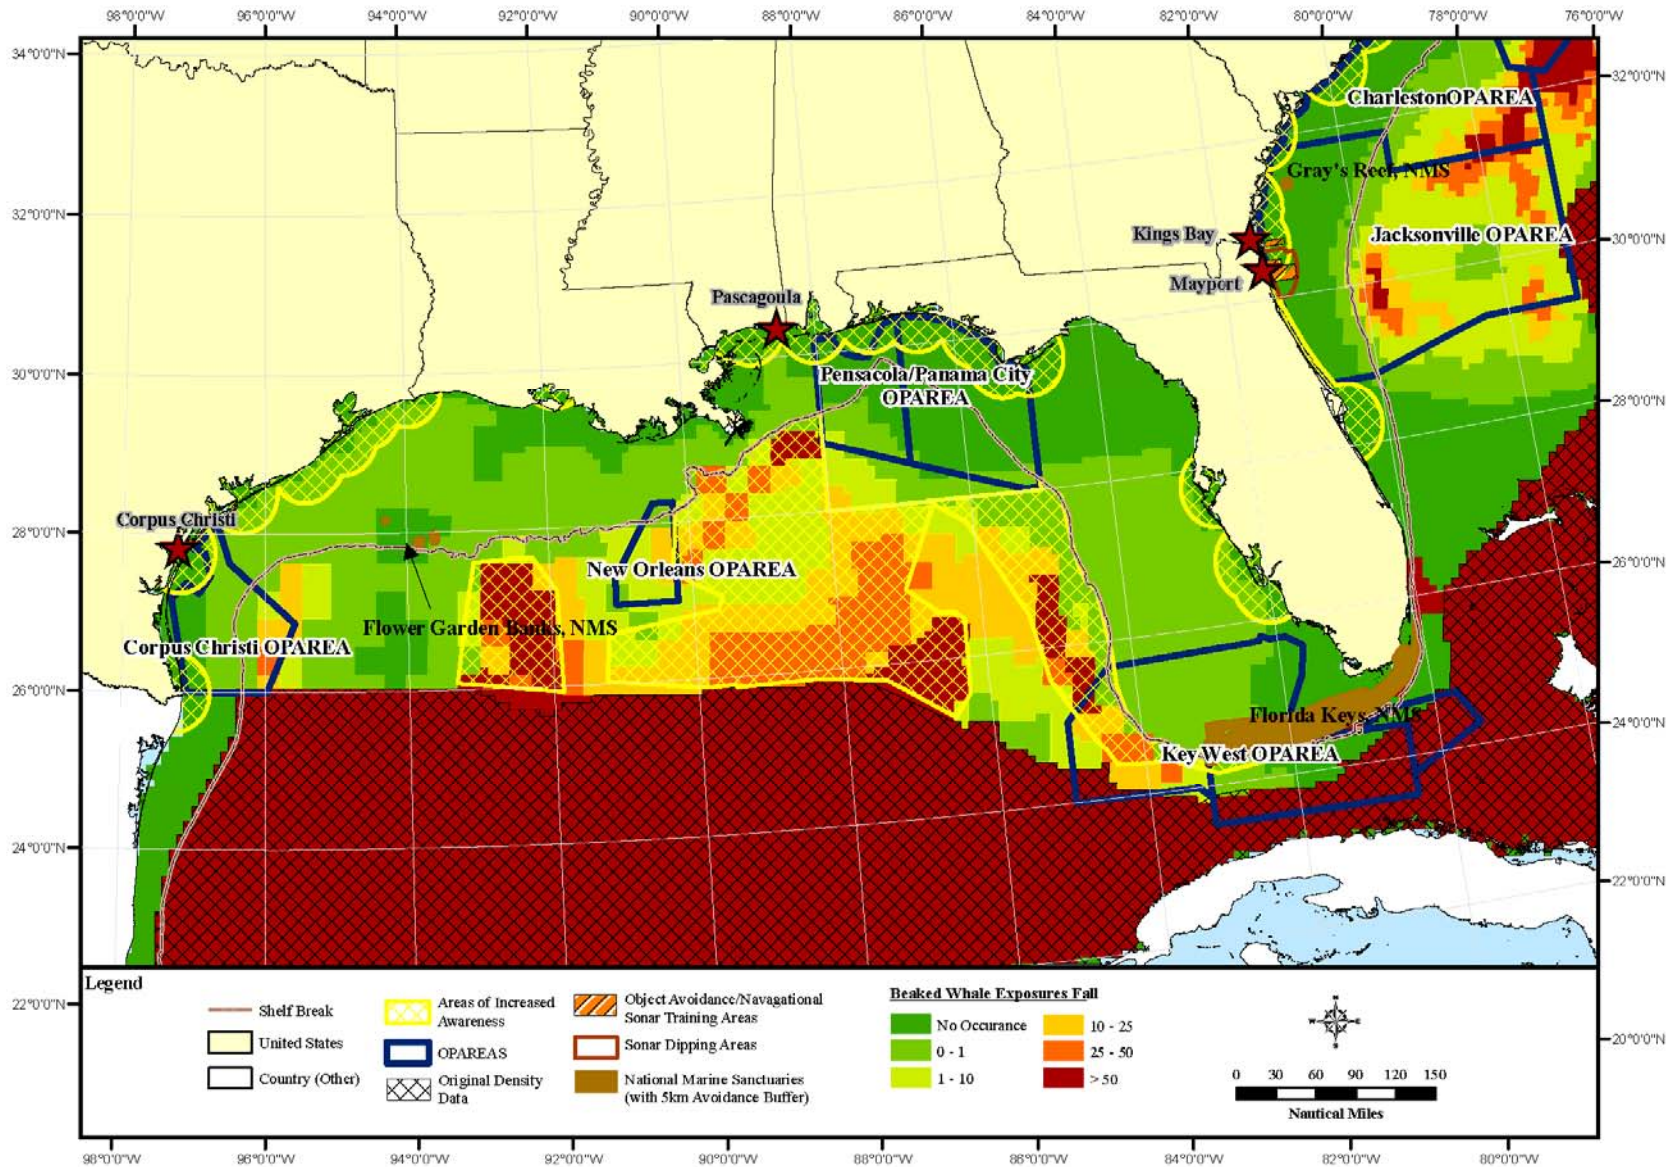 98°0'0"W 96°0'0"W 94°0'0"W 92°0'0"W 90°0'0"W 88°0'0"W 86°0'0"W 84°0'0"W 82°0'0"W 80°0'0"W 78°0'0"W 76°0'0"W
34°0'0"N
32°0'0"N
CharlestonOPAREA
Gray's Reef, NMS
32°0'0"N
Kings Bay
Jacksonville OPAREA
30°0'0"N
Mayport
Pascagoula
30°0'0"N
Pensacola/Panama City
OPAREA
28°0'0"N
Corpus Christi
28°0'0"N
26°0'0"N
New Orleans OPAREA
Flower Garden Banks, NMS
Corpus Christi OPAREA
26°0'0"N
Florida Keys, NMS
24°0'0"N
Key West OPAREA
24°0'0"N
22°0'0"N
Legend
22°0'0"N
20°0'0"N
Shelf Break
United States
Country (Other)
Areas of Increased
Awareness
OPAREAS
Original Density
Data
Object Avoidance/Navagational
Sonar Training Areas
Sonar Dipping Areas
National Marine Sanctuaries
(with 5km Avoidance Buffer)
Beaked Whale Exposures Fall
No Occurance
0 - 1
1 - 10
10 - 25
25 - 50
> 50
N
W E
S
0 30 60 90 120 150
Nautical Miles
98°0'0"W 96°0'0"W 94°0'0"W 92°0'0"W 90°0'0"W 88°0'0"W 86°0'0"W 84°0'0"W 82°0'0"W 80°0'0"W